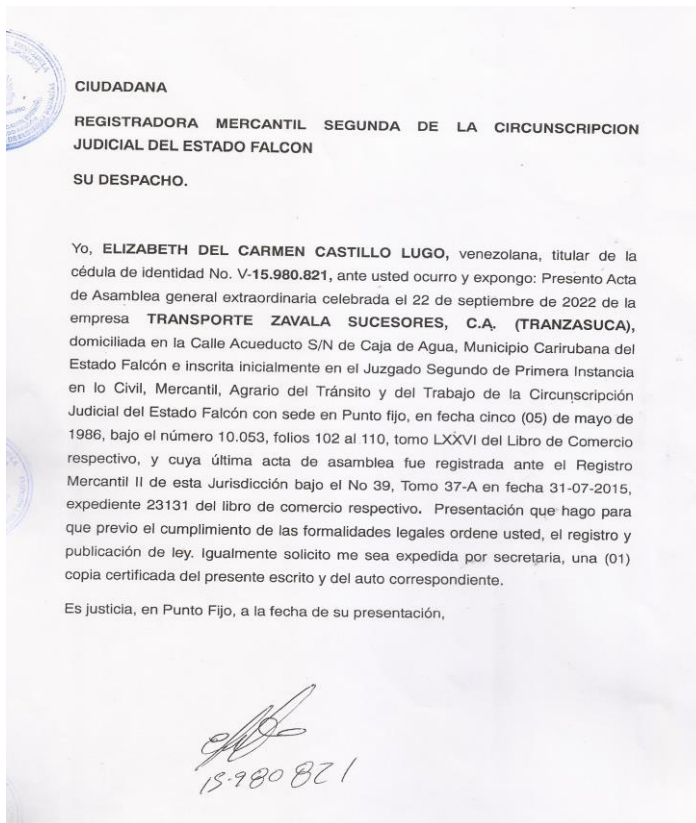 CIUDADANA
REGISTRADORA MERCANTIL SEGUNDA DE LA CIRCUNSCRIPCION
JUDICIAL DEL ESTADO FALCON
SU DESPACHO.
Yo, ELIZABETH DEL CARMEN CASTILLO LUGO, venezolana, titular de la
cédula de identidad No. V-15.980.821, ante usted ocurro y expongo: Presento Acta
de Asamblea general extraordinaria celebrada el 22 de septiembre de 2022 de la
empresa TRANSPORTE ZAVALA SUCESORES, C.A. (TRANZASUCA),
domiciliada en la Calle Acueducto S/N de Caja de Agua, Municipio Carirubana del
Estado Falcón e inscrita inicialmente en el Juzgado Segundo de Primera Instancia
en lo Civil, Mercantil, Agrario del Tránsito y del Trabajo de la Circunscripción
Judicial del Estado Falcón con sede en Punto fijo, en fecha cinco (05) de mayo de
1986, bajo el número 10.053, folios 102 al 110, tomo LXXVI del Libro de Comercio
respectivo, y cuya última acta de asamblea fue registrada ante el Registro
Mercantil II de esta Jurisdicción bajo el No 39, Tomo 37-A en fecha 31-07-2015,
expediente 23131 del libro de comercio respectivo. Presentación que hago para
que previo el cumplimiento de las formalidades legales ordene usted, el registro y
publicación de ley. Igualmente solicito me sea expedida por secretaria, una (01)
copia certificada del presente escrito y del auto correspondiente.
Es justicia, en Punto Fijo, a la fecha de su presentación,
15-980 821